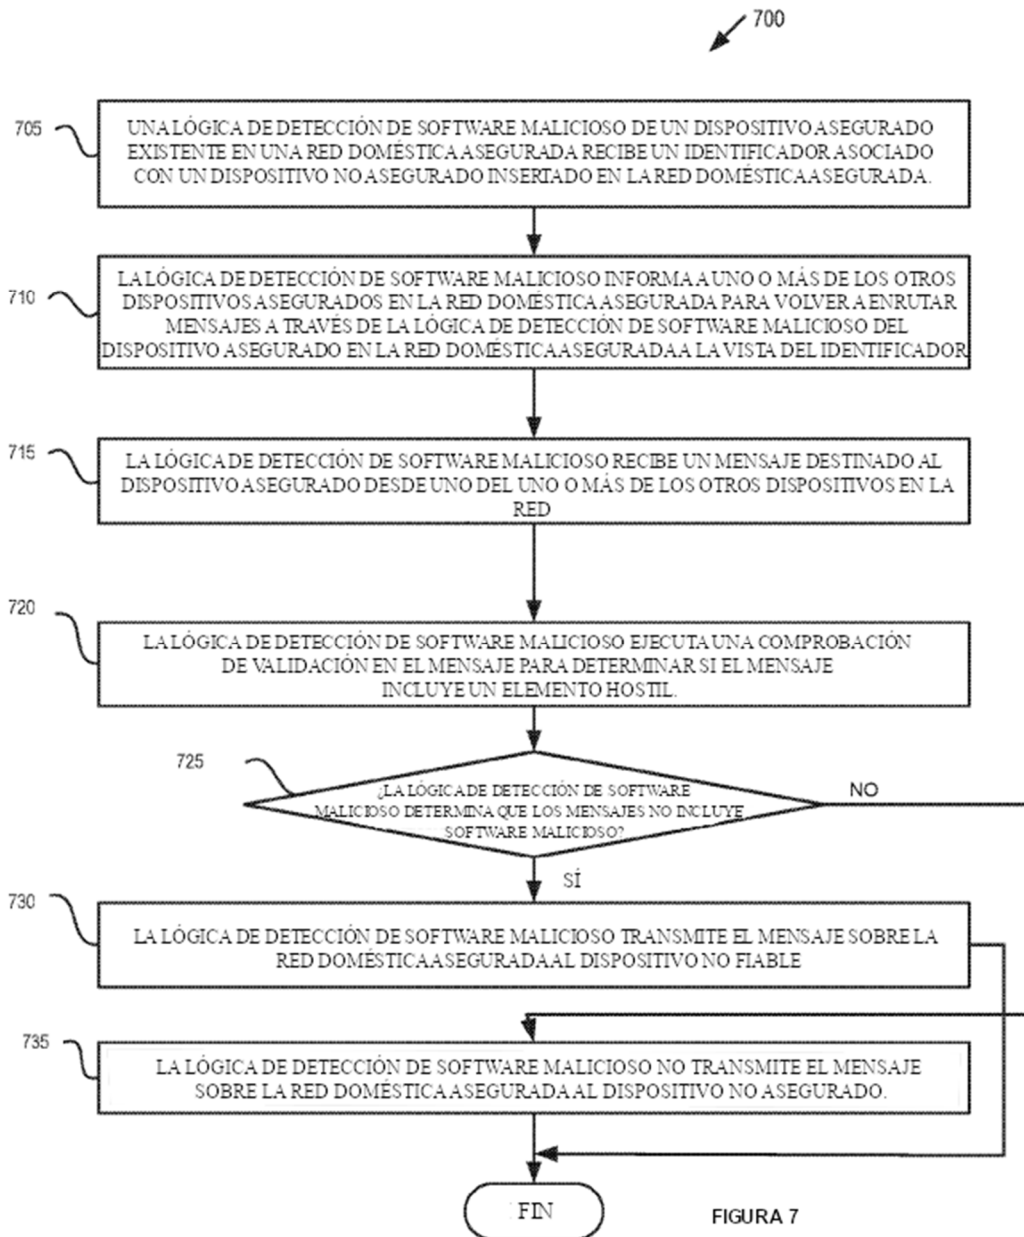 700
705
UNA LÓGICA DE DETECCIÓN DE SOFTWARE MALICIOSO DE UN DISPOSITIVO ASEGURADO
EXISTENTE EN UNA RED DOMÉSTICA ASEGURADA RECIBE UN IDENTIFICADOR ASOCIADO
CON UN DISPOSITIVO NO ASEGURADO INSERTADO EN LA RED DOMÉSTICA ASEGURADA.
710
LA LÓGICA DE DETECCIÓN DE SOFTWARE MALICIOSO INFORMA A UNO O MÁS DE LOS OTROS
DISPOSITIVOS ASEGURADOS EN LA RED DOMÉSTICA ASEGURADA PARA VOLVER A ENRUTAR
MENSAJES A TRAVÉS DE LA LÓGICA DE DETECCIÓN DE SOFTWARE MALICIOSO DEL
DISPOSITIVO ASEGURADO EN LA RED DOMÉSTICA ASEGURADA A LA VISTA DEL IDENTIFICADOR
715
LA LÓGICA DE DETECCIÓN DE SOFTWARE MALICIOSO RECIBE UN MENSAJE DESTINADO AL
DISPOSITIVO ASEGURADO DESDE UNO DEL UNO O MÁS DE LOS OTROS DISPOSITIVOS EN LA
RED
720
LA LÓGICA DE DETECCIÓN DE SOFTWARE MALICIOSO EJECUTA UNA COMPROBACIÓN
DE VALIDACIÓN EN EL MENSAJE PARA DETERMINAR SI EL MENSAJE
INCLUYE UN ELEMENTO HOSTIL.
725
¿LA LÓGICA DE DETECCIÓN DE SOFTWARE
MALICIOSO DETERMINA QUE LOS MENSAJES NO INCLUYE
SOFTWARE MALICIOSO?
NO
SÍ
730
LA LÓGICA DE DETECCIÓN DE SOFTWARE MALICIOSO TRANSMITE EL MENSAJE SOBRE LA
RED DOMÉSTICA ASEGURADA AL DISPOSITIVO NO FIABLE
735
LA LÓGICA DE DETECCIÓN DE SOFTWARE MALICIOSO NO TRANSMITE EL MENSAJE
SOBRE LA RED DOMÉSTICA ASEGURADA AL DISPOSITIVO NO ASEGURADO.
FIN
FIGURA 7